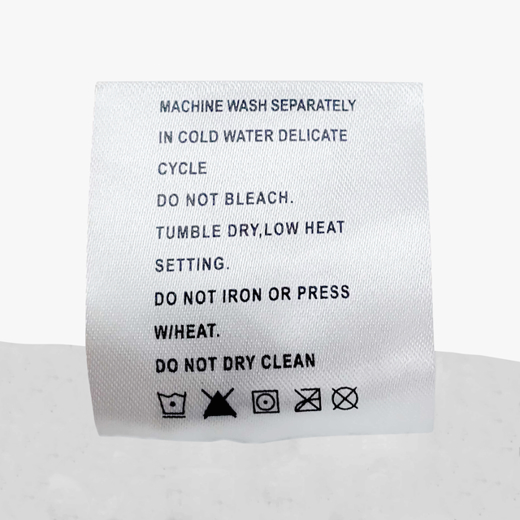 MACHINE WASH SEPARATELY
IN COLD WATER DELICATE
CYCLE
DO NOT BLEACH.
TUMBLE DRY,LOW HEAT
SETTING.
DO NOT IRON OR PRESS
W/HEAT.
DO NOT DRY CLEAN